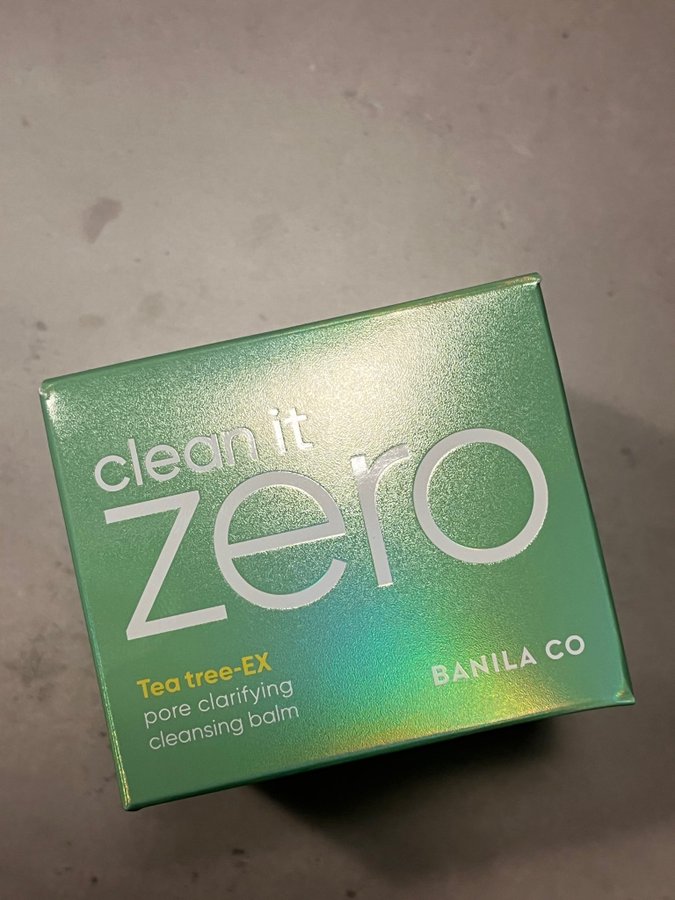 clean it
zero
Tea tree-EX
pore clarifying
cleansing balm
BANILA CO